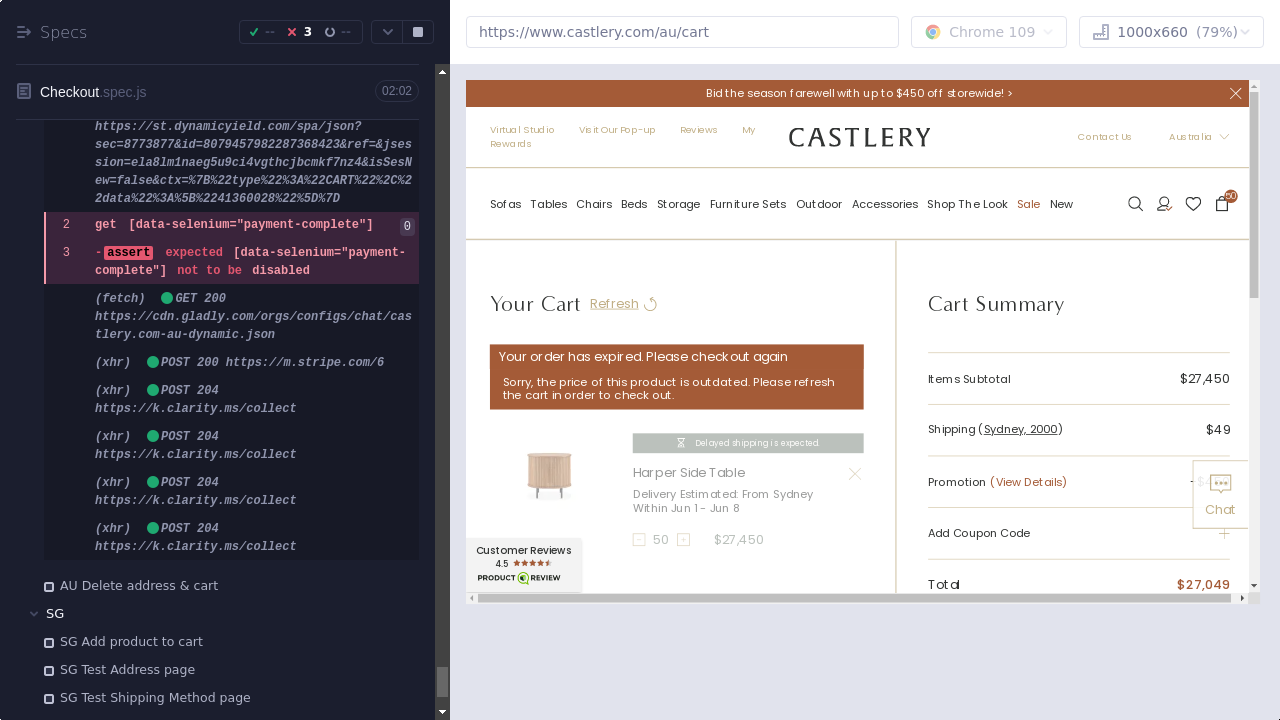 Specs
--
3
--
Checkout.spec.js
02:02
https://st.dynamicyield.com/spa/json?
sec=8773877&id=8079457982287368423&ref=&jses
sion=ela8lm1naeg5u9ci4vgthcjbcmkf7nz4&isSesN
ew=false&ctx=%7B%22type%22%3A%22CART%22%2C%2
2data%22%3A%5B%2241360028%22%5D%7D
2 get [data-selenium="payment-complete"] 0
3 -assert expected [data-selenium="payment-
complete"] not to be disabled
(fetch) GET 200
https://cdn.gladly.com/orgs/configs/chat/cas
tlery.com-au-dynamic.json
(xhr) POST 200 https://m.stripe.com/6
(xhr) POST 204
https://k.clarity.ms/collect
(xhr) POST 204
https://k.clarity.ms/collect
(xhr) POST 204
https://k.clarity.ms/collect
(xhr) POST 204
https://k.clarity.ms/collect
AU Delete address & cart
SG
SG Add product to cart
SG Test Address page
SG Test Shipping Method page
https://www.castlery.com/au/cart
Chrome 109
1000x660 (79%)
Bid the season farewell with up to $450 off storewide! >
Virtual Studio
Visit Our Pop-up
Reviews
My
Rewards
CASTLERY
Contact Us
Australia
Sofas Tables Chairs Beds Storage Furniture Sets Outdoor Accessories Shop The Look Sale New
50
Your Cart
Refresh
Your order has expired. Please check out again
Sorry, the price of this product is outdated. Please refresh
the cart in order to check out.
Delayed shipping is expected.
Harper Side Table
Delivery Estimated: From Sydney
Within Jun 1 - Jun 8
- 50 +
$27,450
Customer Reviews
4.5
PRODUCT REVIEW
Cart Summary
Items Subtotal
$27,450
Shipping (Sydney, 2000)
$49
Promotion (View Details)
-
Chat
Add Coupon Code
+
Total
$27,049